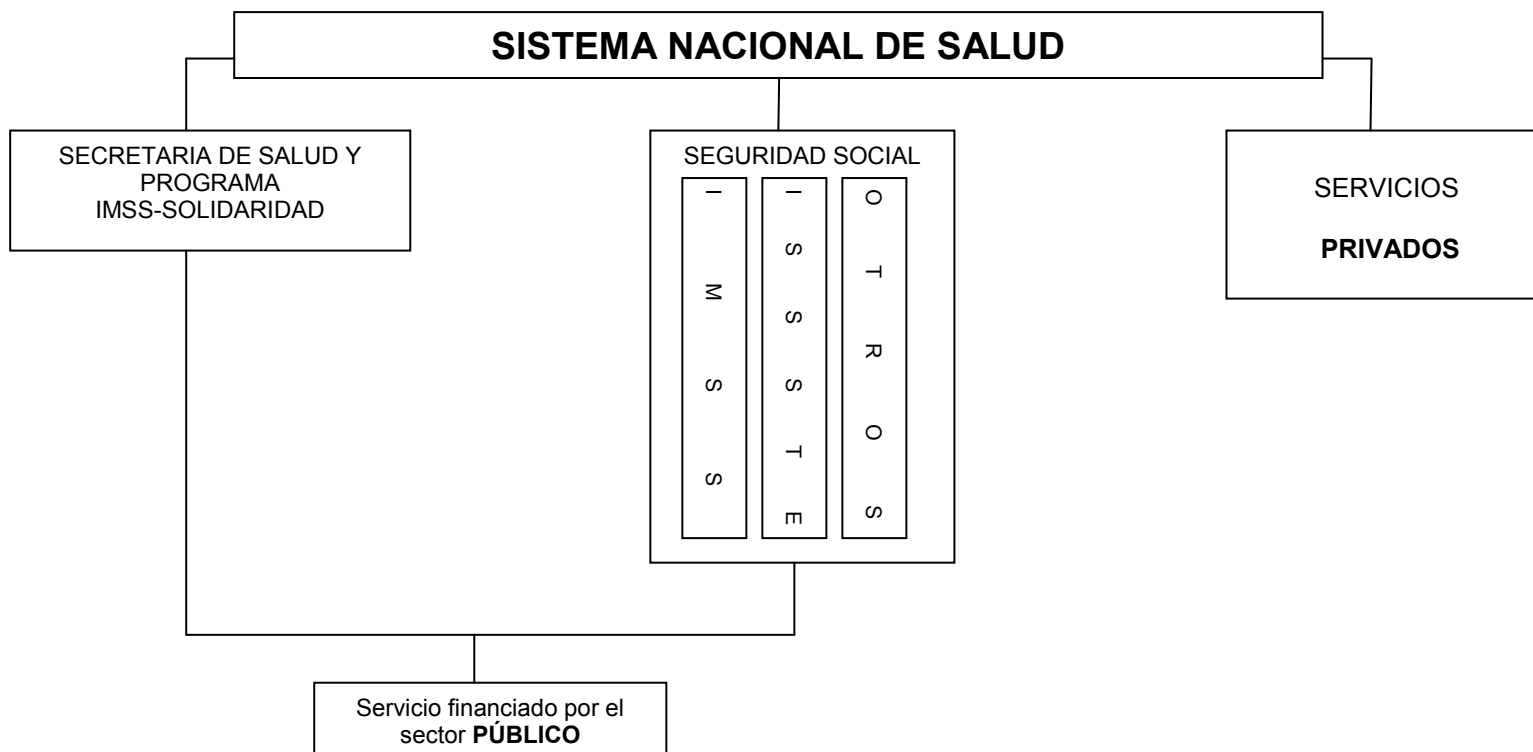 SISTEMA NACIONAL DE SALUD
SECRETARIA DE SALUD Y
PROGRAMA
IMSS-SOLIDARIDAD
SEGURIDAD SOCIAL
IMSS
ISSSTE
OTROS
SERVICIOS
PRIVADOS
Servicio financiado por el
sector PÚBLICO